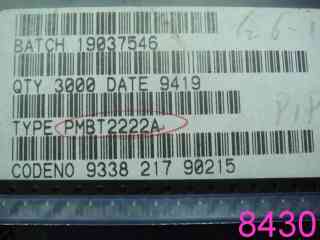 BATCH 19037546
QTY 3000 DATE 9419
TYPE PMBT2222A
CODENO 9338 217 90215
8430